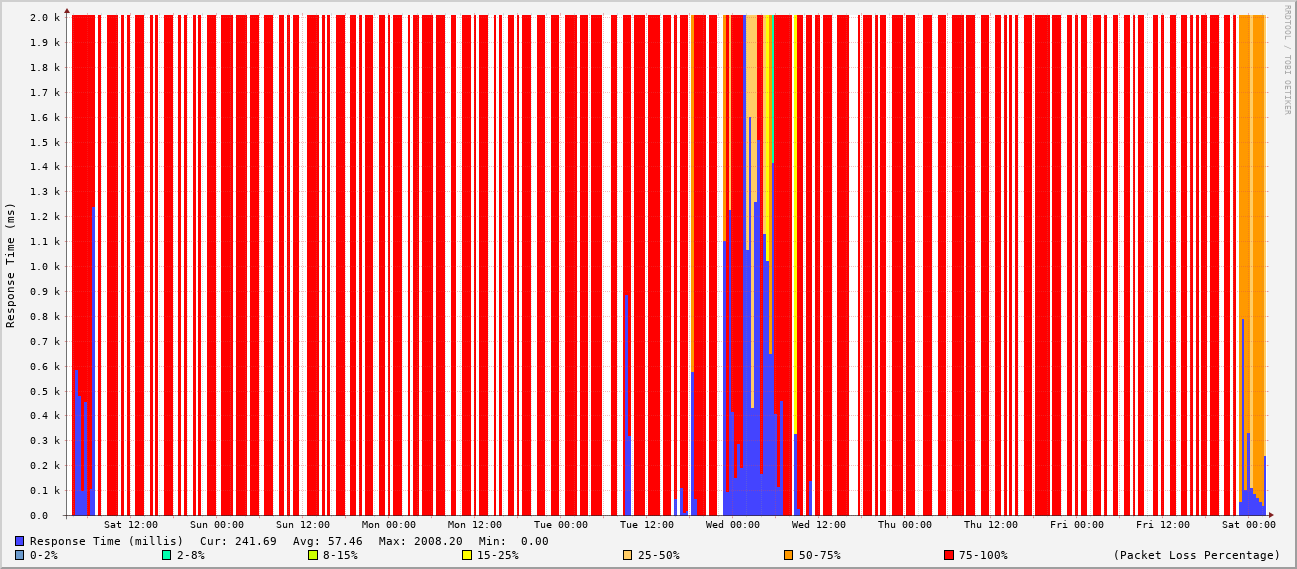 RRDTOOL / TOBI OETIKER
Response Time (ms)
2.0 k
1.9 k
1.8 k
1.7 k
1.6 k
1.5 k
1.4 k
1.3 k
1.2 k
1.1 k
1.0 k
0.9 k
0.8 k
0.7 k
0.6 k
0.5 k
0.4 k
0.3 k
0.2 k
0.1 k
0.0
Sat 12:00 Sun 00:00 Sun 12:00 Mon 00:00 Mon 12:00 Tue 00:00 Tue 12:00 Wed 00:00 Wed 12:00 Thu 00:00 Thu 12:00 Fri 00:00 Fri 12:00 Sat 00:00
Response Time (millis) Cur: 241.69 Avg: 57.46 Max: 2008.20 Min: 0.00
0-2% 2-8% 8-15% 15-25% 25-50% 50-75% 75-100% (Packet Loss Percentage)